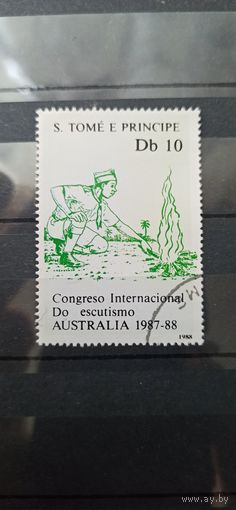 S. TOMÉ E PRINCIPE
Db 10
Congreso Internacional
Do escutismo
AUSTRALIA 1987-88
1988
www.ay.by